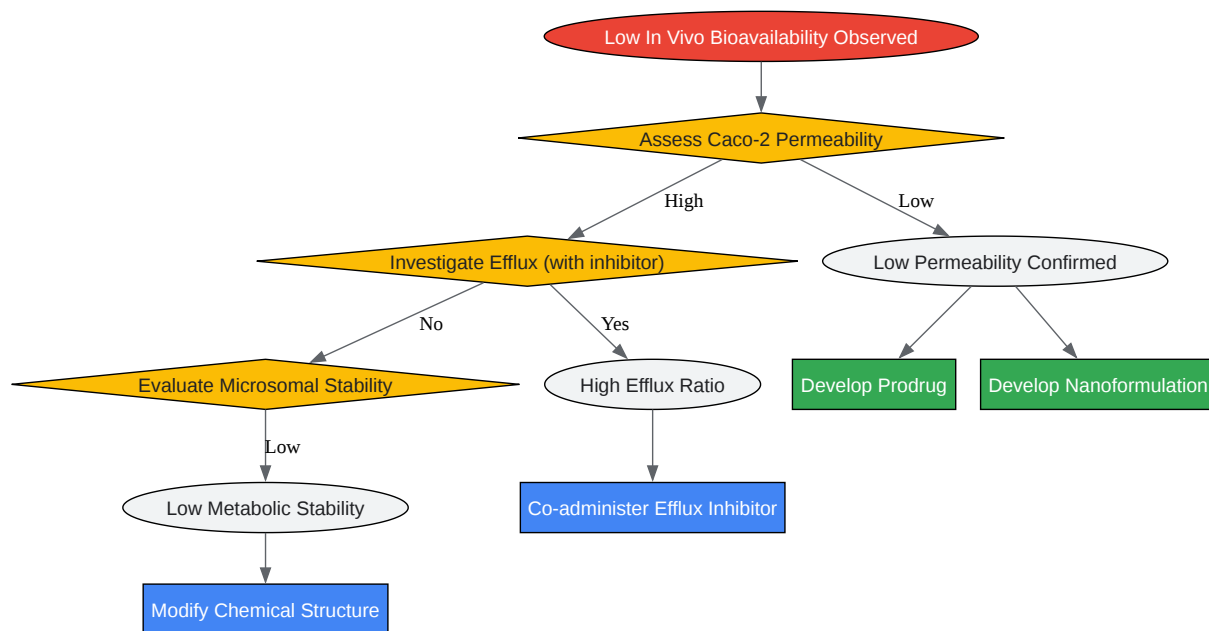 Low In Vivo Bioavailability Observed
Assess Caco-2 Permeability
High
Low
Investigate Efflux (with inhibitor)
Low Permeability Confirmed
No
Yes
Evaluate Microsomal Stability
High Efflux Ratio
Develop Prodrug
Develop Nanoformulation
Low
Low Metabolic Stability
Co-administer Efflux Inhibitor
Modify Chemical Structure